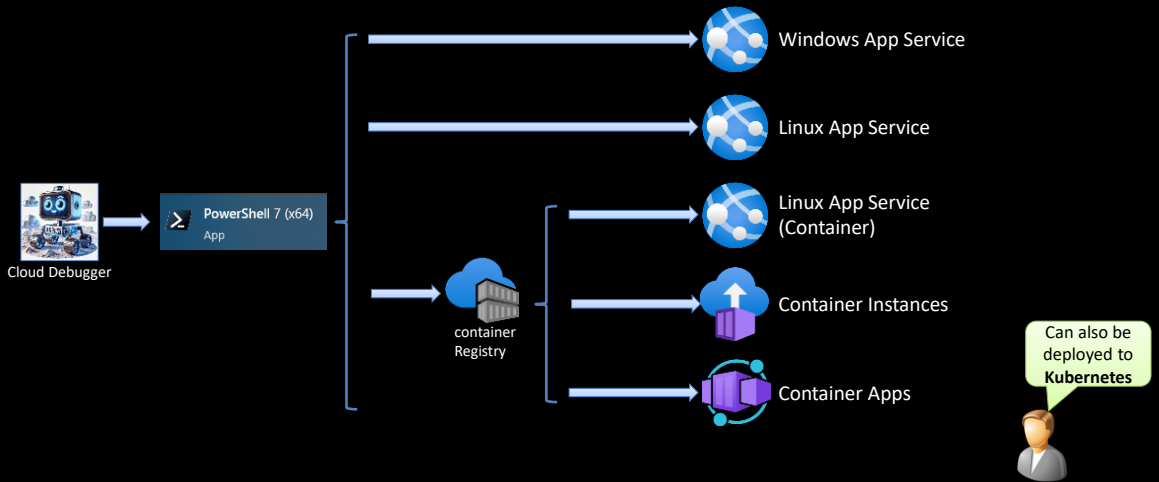 Windows App Service
Linux App Service
Cloud Debugger
PowerShell 7 (x64)
App
container
Registry
Linux App Service
(Container)
Container Instances
Container Apps
Can also be
deployed to
Kubernetes